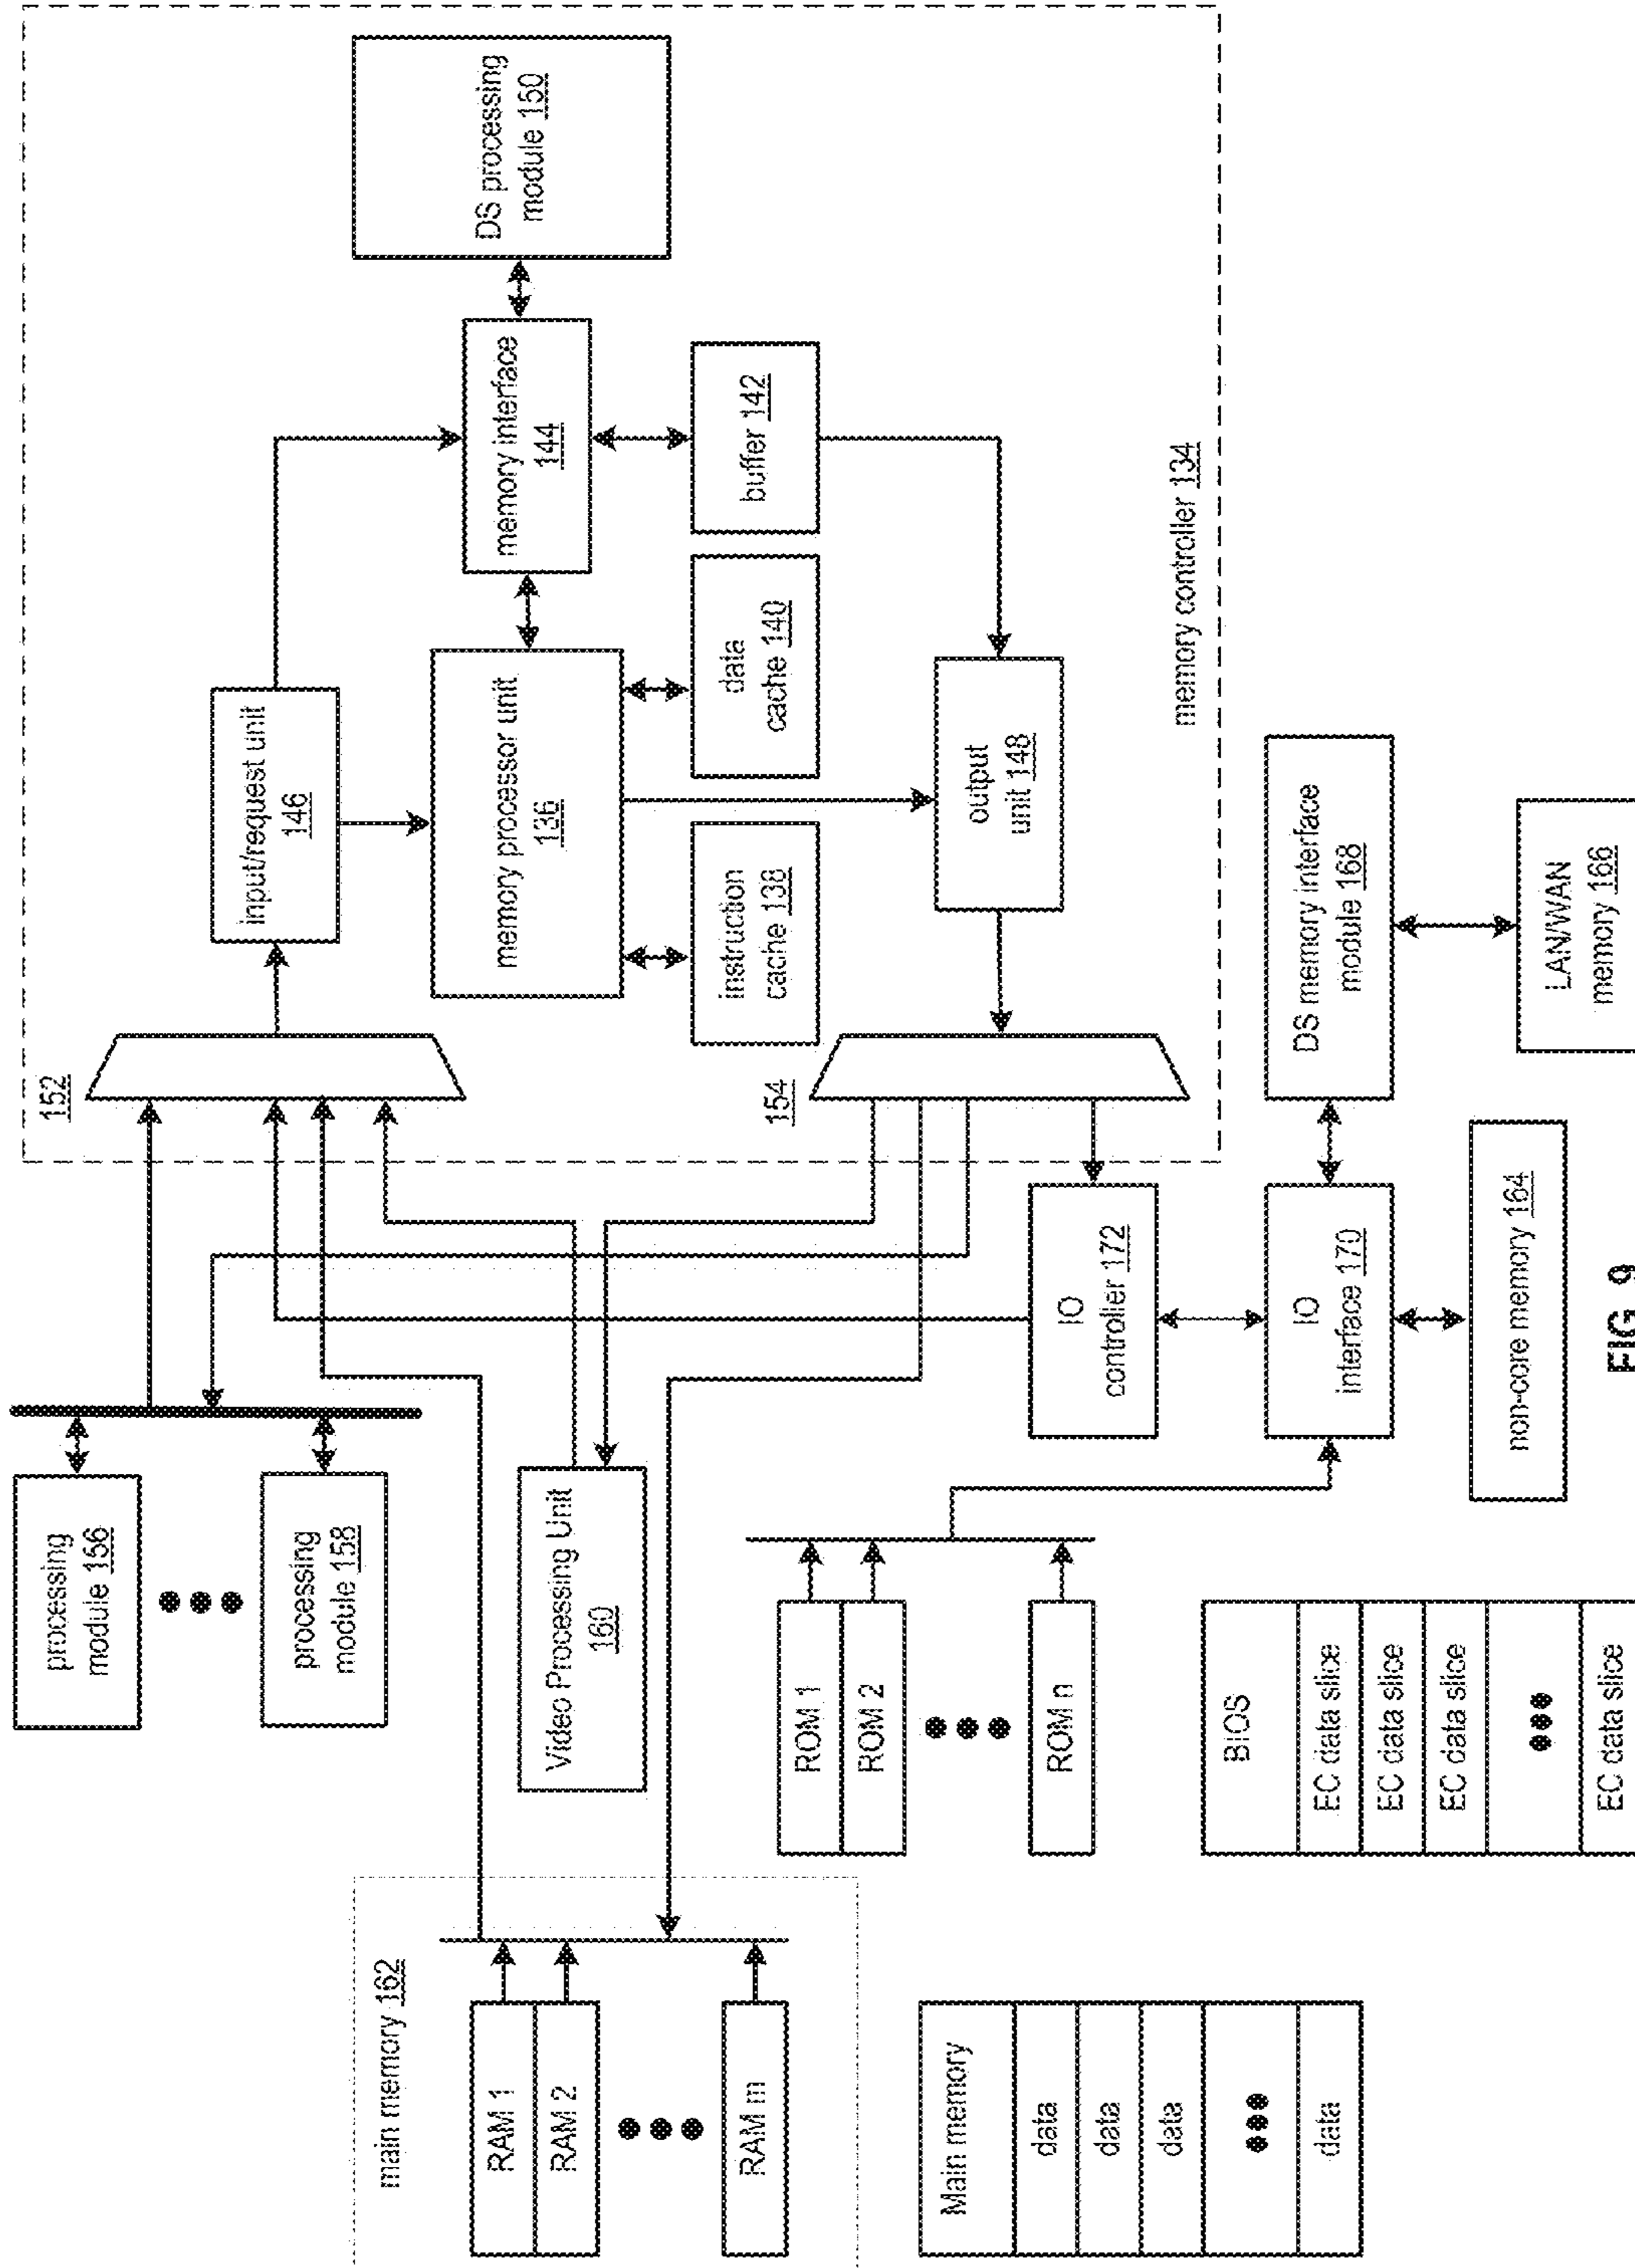 main memory 162
RAM 1
RAM 2
RAM m
Main memory
data
data
data
data
processing
module 156
processing
module 158
Video Processing Unit
160
ROM 1
ROM 2
ROM n
BIOS
EC data slice
EC data slice
EC data slice
EC data slice
152
154
IO
controller 172
IO
interface 170
non-core memory 164
input/request unit
146
memory processor unit
136
instruction
cache 138
data
cache 140
output
unit 148
memory interface
144
buffer 142
DS processing
module 150
memory controller 134
DS memory interface
module 168
LAN/WAN
memory 166
FIG. 9